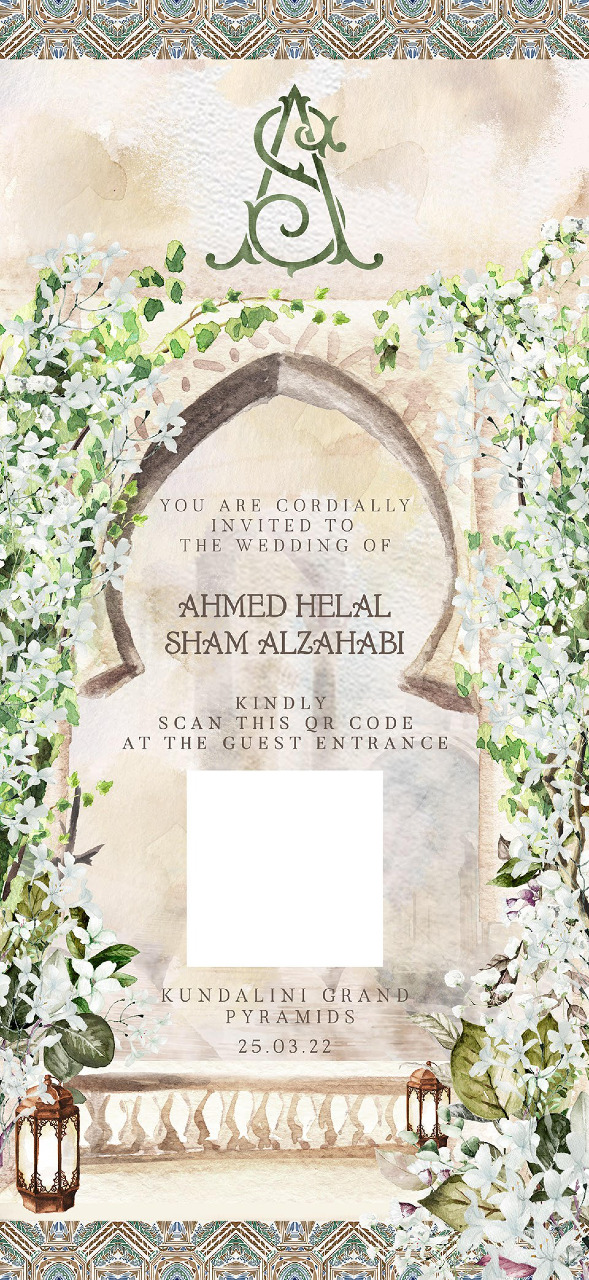 YOU ARE CORDIALLY
INVITED TO
THE WEDDING OF
AHMED HELAL
SHAM ALZAHABI
KINDLY
SCAN THIS QR CODE
AT THE GUEST ENTRANCE
KUNDALINI GRAND
PYRAMIDS
25.03.22